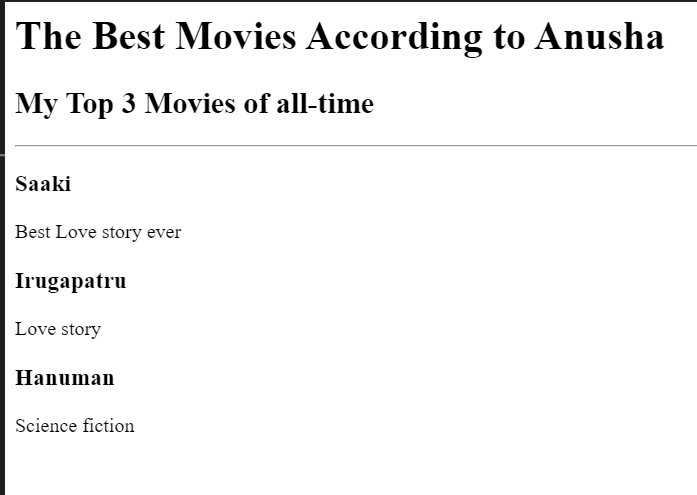 The Best Movies According to Anusha
My Top 3 Movies of all-time
Saaki
Best Love story ever
Irugapatru
Love story
Hanuman
Science fiction